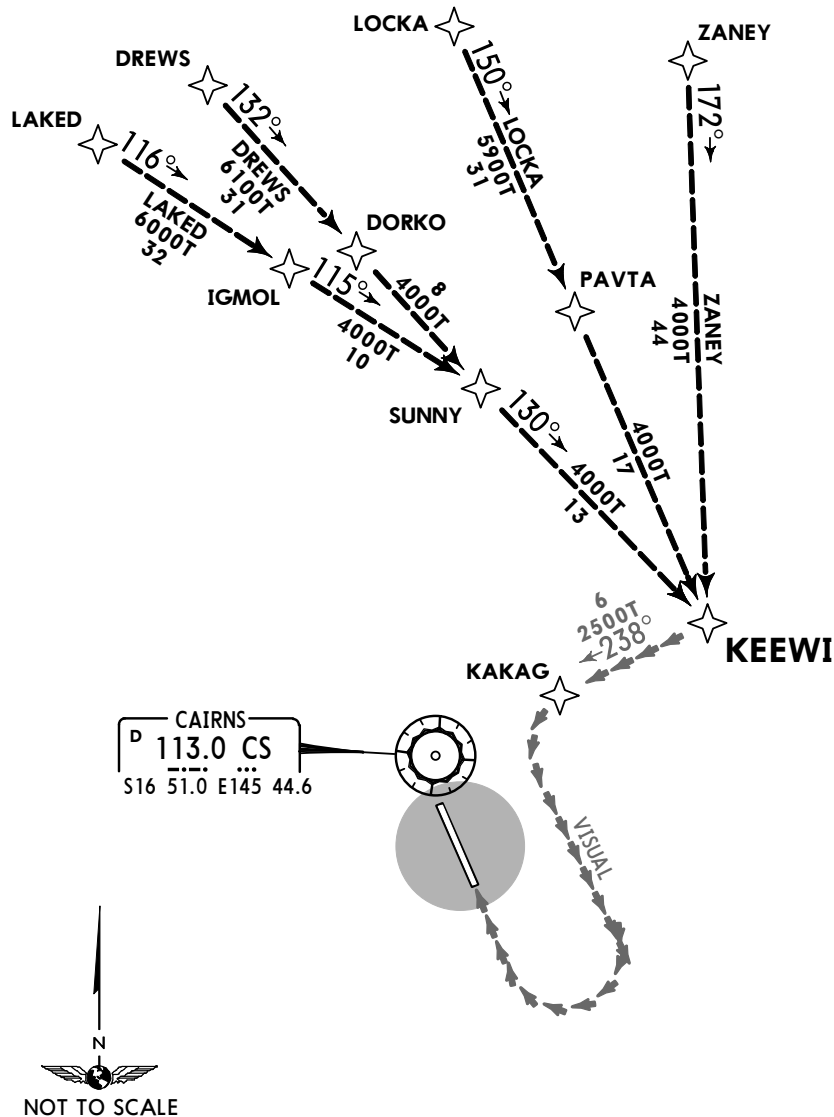 LOCKA
ZANEY
DREWS
LAKED
150°
172°
132°
116°
LOCKA
5900T
31
DREWS
6100T
31
LAKED
6000T
32
DORKO
IGMOL
115°
8
4000T
PAVTA
ZANEY
4000T
44
4000T
10
SUNNY
130°
4000T
13
4000T
17
6
2500T
238°
KEEWI
KAKAG
CAIRNS
D 113.0 CS
S16 51.0 E145 44.6
VISUAL
N
NOT TO SCALE